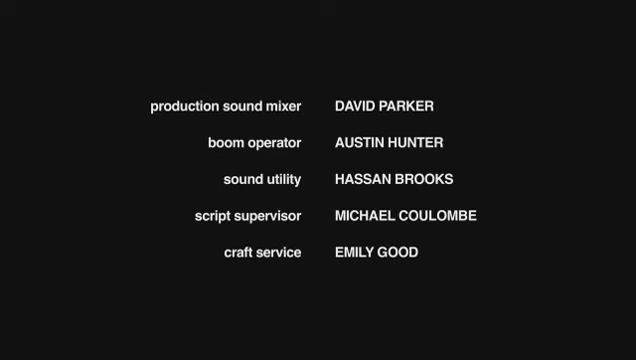 production sound mixer DAVID PARKER
boom operator AUSTIN HUNTER
sound utility HASSAN BROOKS
script supervisor MICHAEL COULOMBE
craft service EMILY GOOD